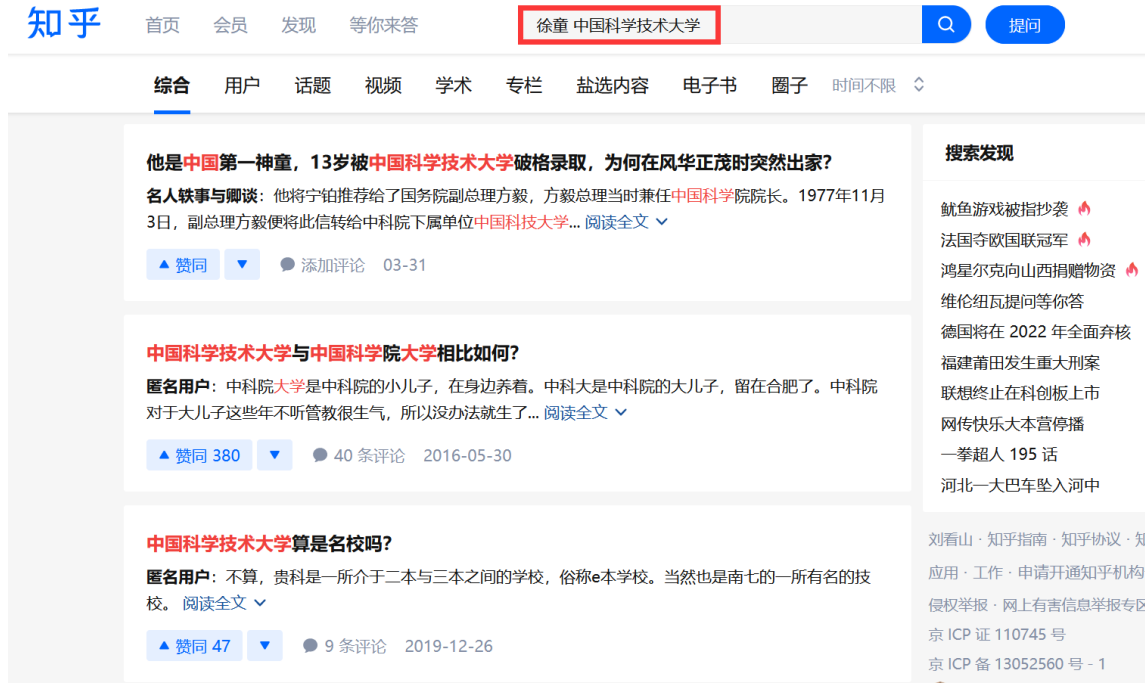 知乎 首页 会员 发现 等你来答 徐童 中国科学技术大学 提问
综合 用户 话题 视频 学术 专栏 盐选内容 电子书 圈子 时间不限
他是中国第一神童，13岁被中国科学技术大学破格录取，为何在风华正茂时突然出家?
名人轶事与卿谈：他将宁铂推荐给了国务院副总理方毅，方毅总理当时兼任中国科学院院长。1977年11月
3日，副总理方毅便将此信转给中科院下属单位中国科技大学... 阅读全文
赞同 添加评论 03-31
中国科学技术大学与中国科学院大学相比如何?
匿名用户：中科院大学是中科院的小儿子，在身边养着。中科大是中科院的大儿子，留在合肥了。中科院
对于大儿子这些年不听管教很生气，所以没办法就生了... 阅读全文
赞同 380 40 条评论 2016-05-30
中国科学技术大学算是名校吗?
匿名用户：不算，贵科是一所介于二本与三本之间的学校，俗称e本学校。当然也是南七的一所有名的技
校。 阅读全文
赞同 47 9 条评论 2019-12-26
搜索发现
鱿鱼游戏被指抄袭
法国夺欧国联冠军
鸿星尔克向山西捐赠物资
维伦纽瓦提问等你答
德国将在 2022 年全面弃核
福建莆田发生重大刑案
联想终止在科创板上市
网传快乐大本营停播
一拳超人 195 话
河北一大巴车坠入河中
刘看山 · 知乎指南 · 知乎协议 · 知
应用 · 工作 · 申请开通知乎机构
侵权举报 · 网上有害信息举报专区
京 ICP 证 110745 号
京 ICP 备 13052560 号 - 1